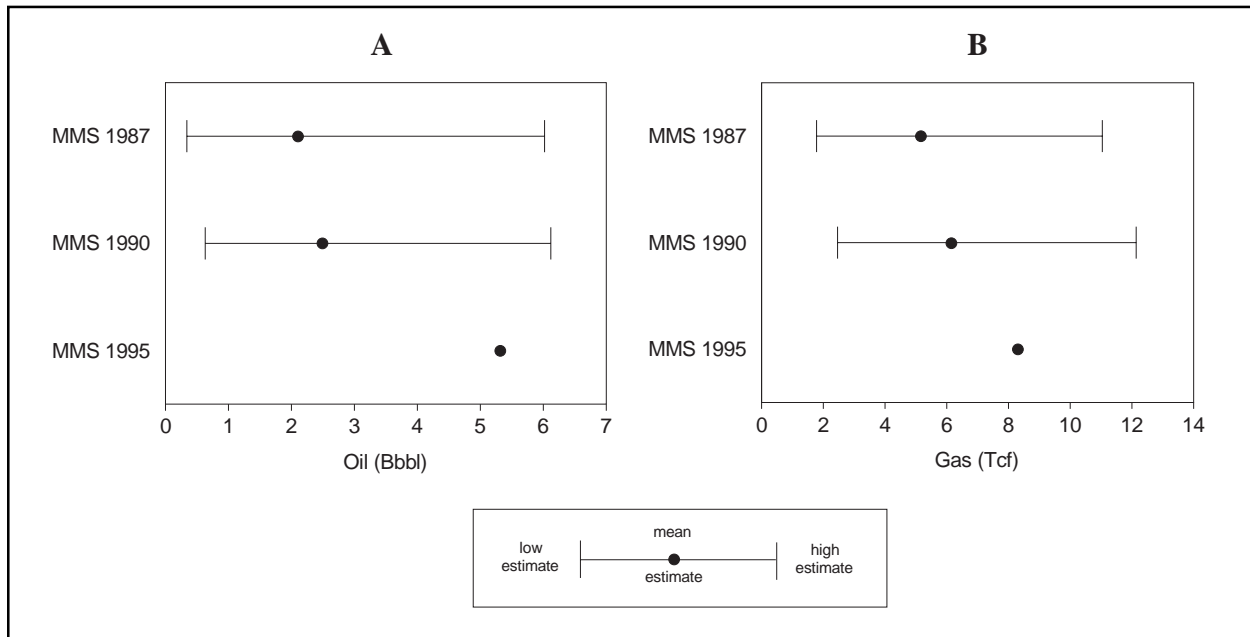 A
MMS 1987
MMS 1990
MMS 1995
0 1 2 3 4 5 6 7
Oil (Bbbl)
B
MMS 1987
MMS 1990
MMS 1995
0 2 4 6 8 10 12 14
Gas (Tcf)
low
estimate
mean
estimate
high
estimate